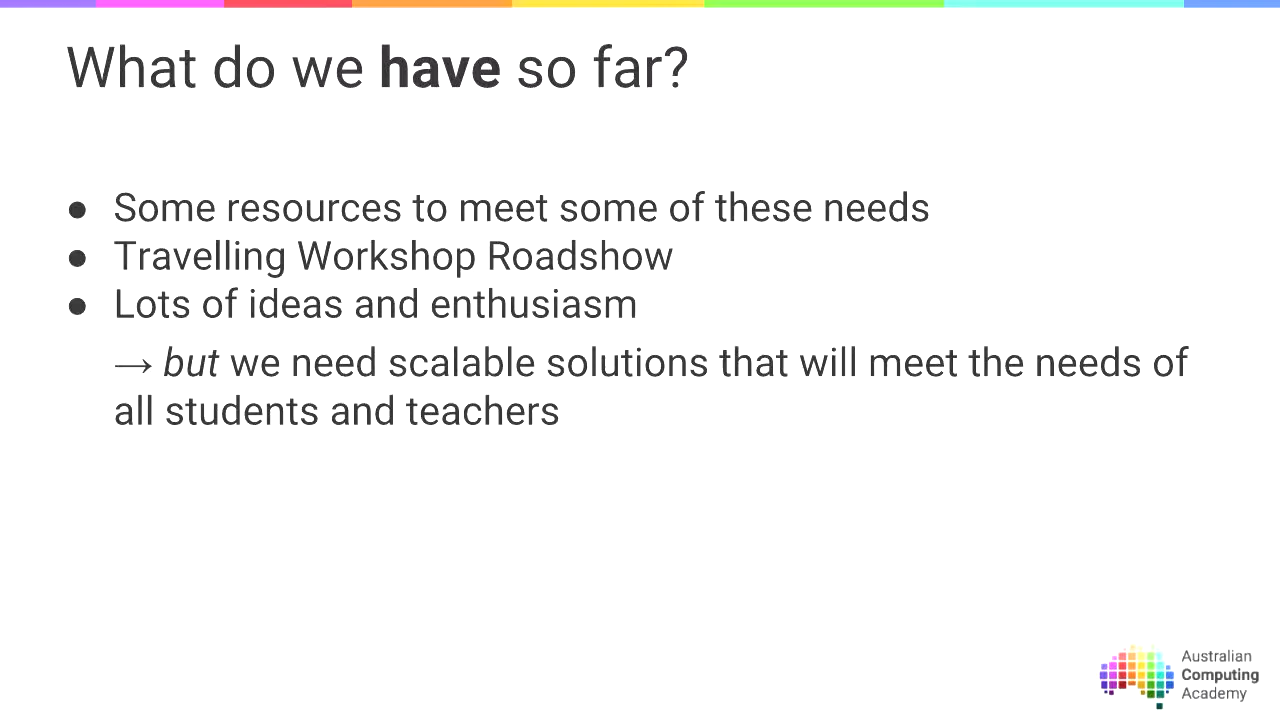 What do we have so far?
● Some resources to meet some of these needs
● Travelling Workshop Roadshow
● Lots of ideas and enthusiasm
→ but we need scalable solutions that will meet the needs of
all students and teachers
Australian
Computing
Academy